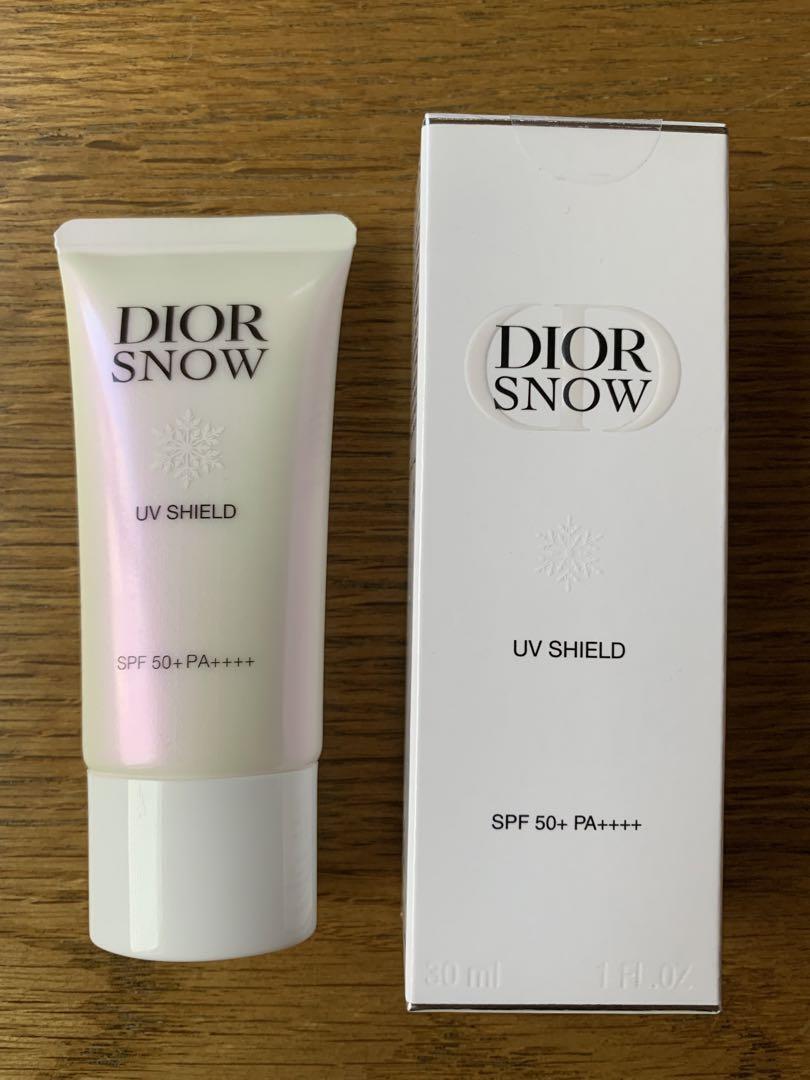 DIOR
SNOW
UV SHIELD
SPF 50+ PA++++
DIOR
SNOW
UV SHIELD
SPF 50+ PA++++
30 ml 1 Fl.Oz